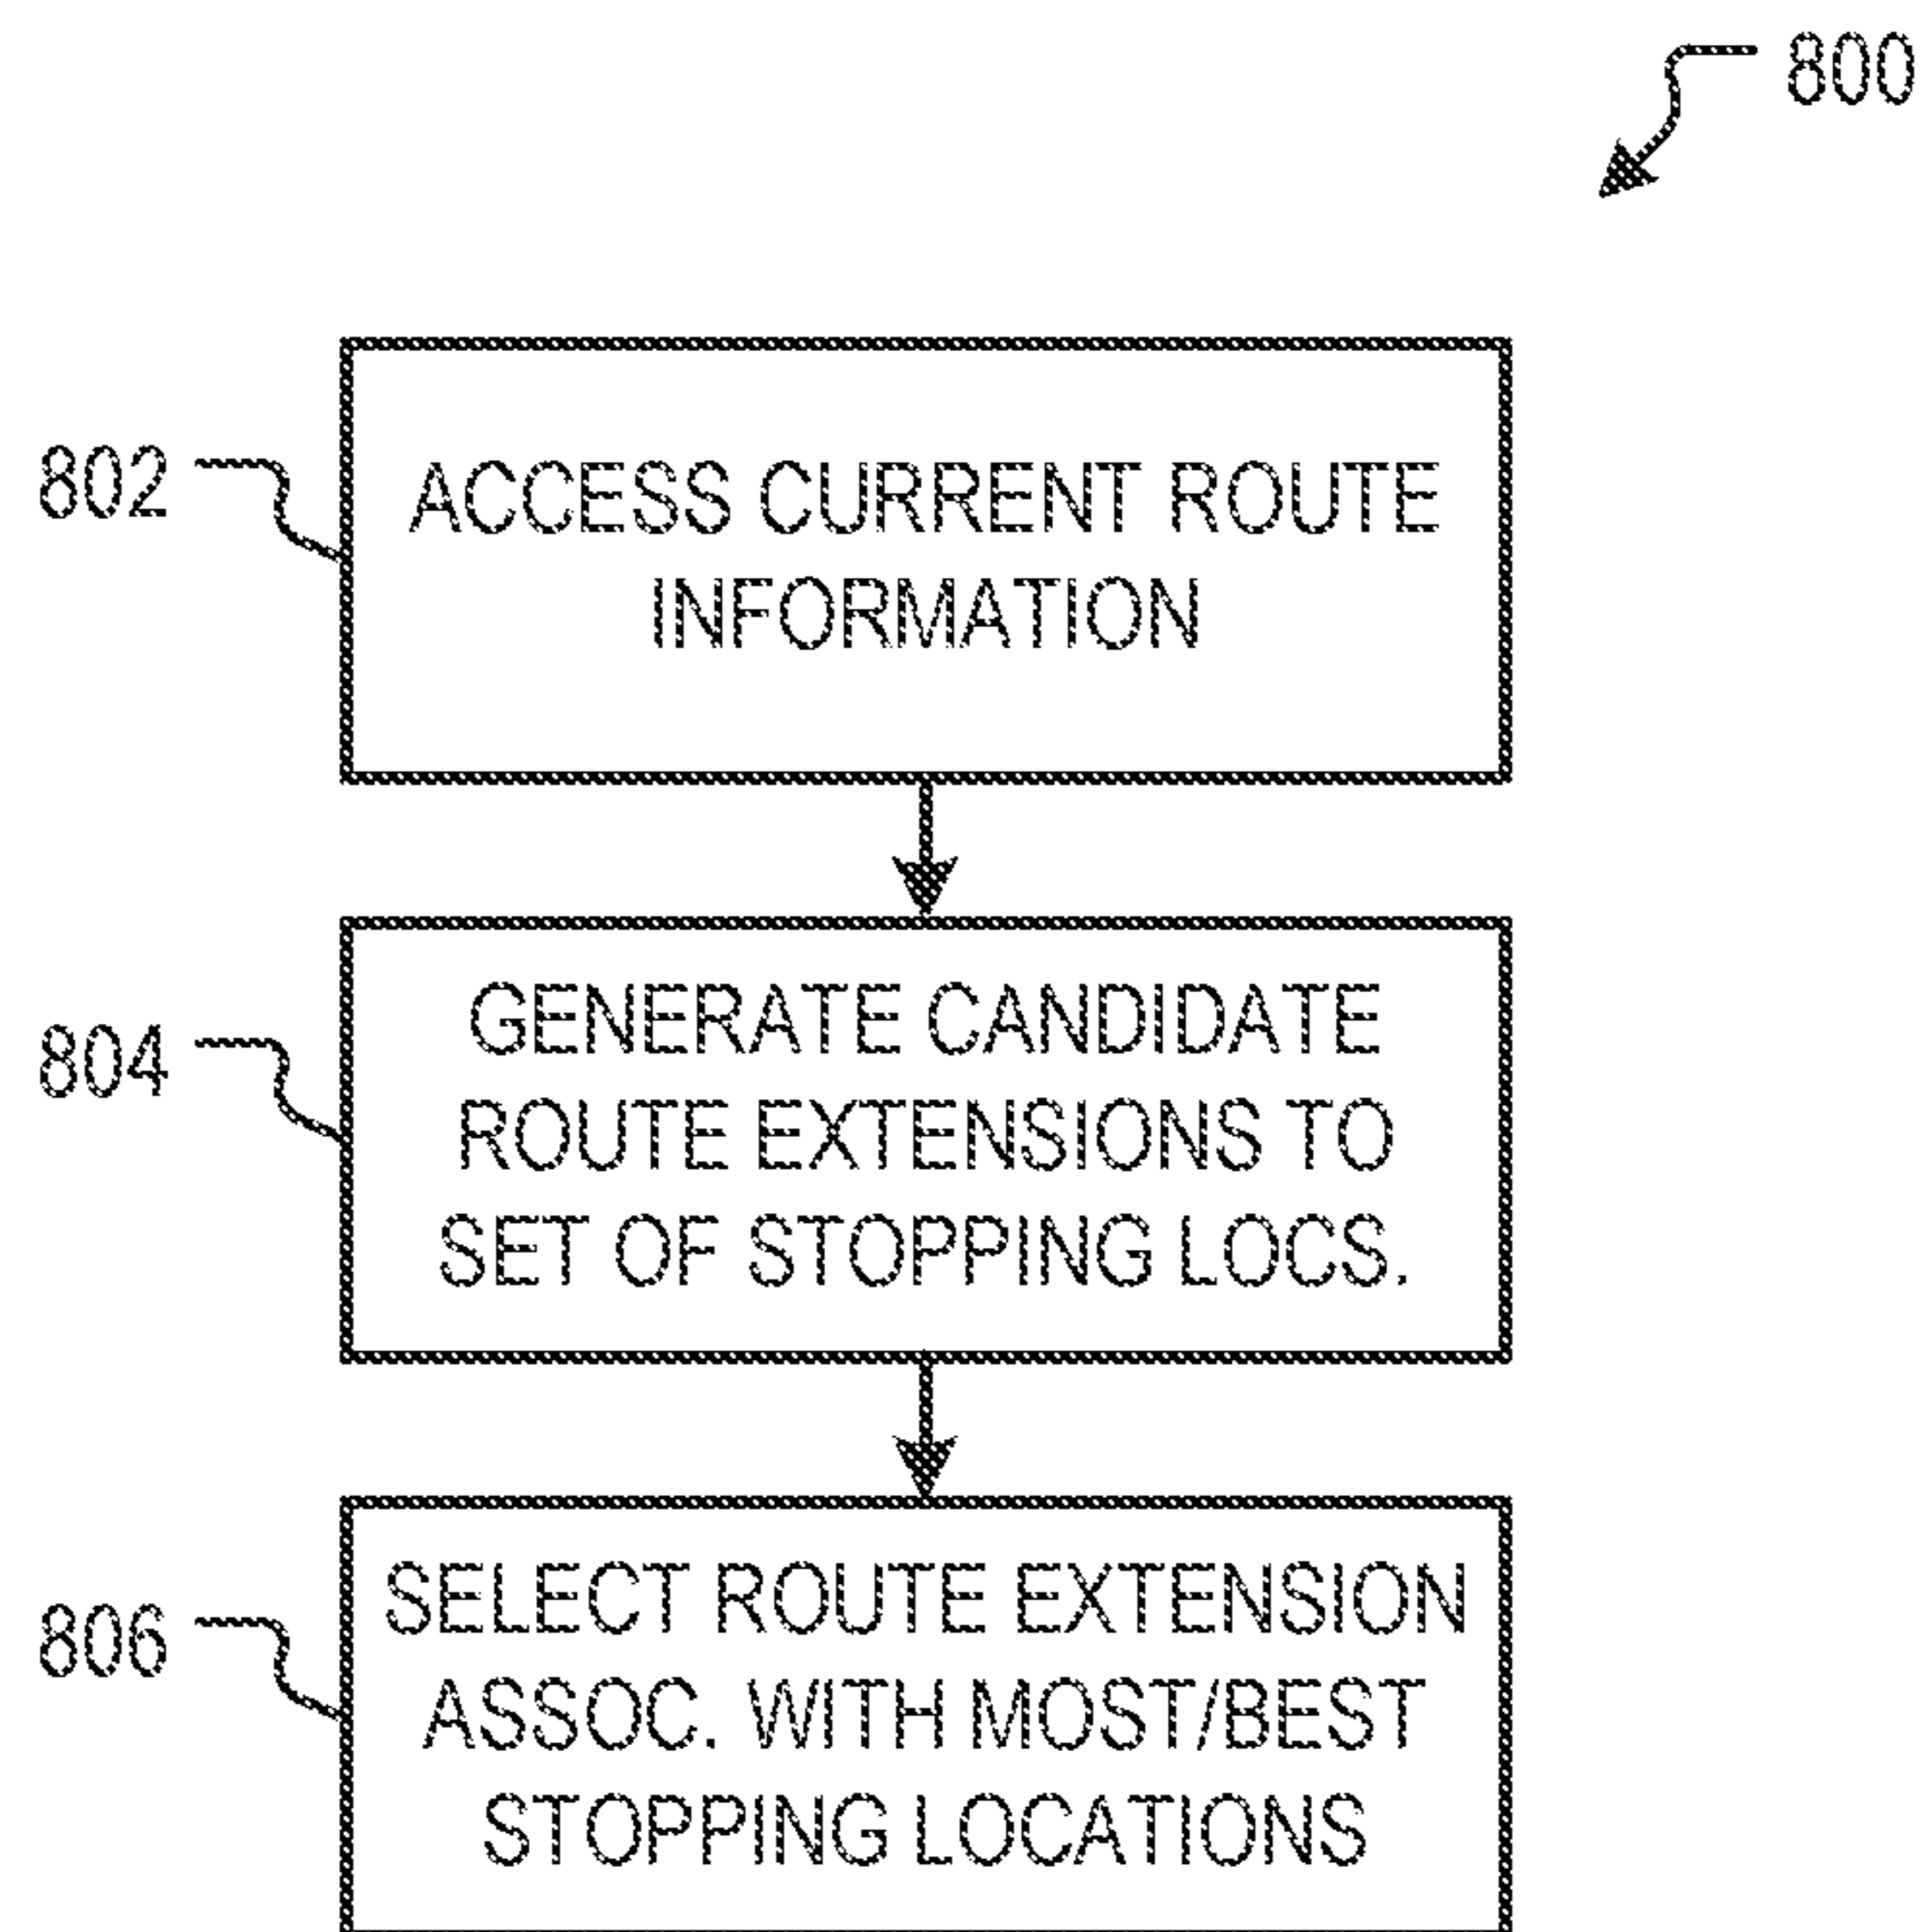 800
802
ACCESS CURRENT ROUTE
INFORMATION
804
GENERATE CANDIDATE
ROUTE EXTENSIONS TO
SET OF STOPPING LOCS.
806
SELECT ROUTE EXTENSION
ASSOC. WITH MOST/BEST
STOPPING LOCATIONS